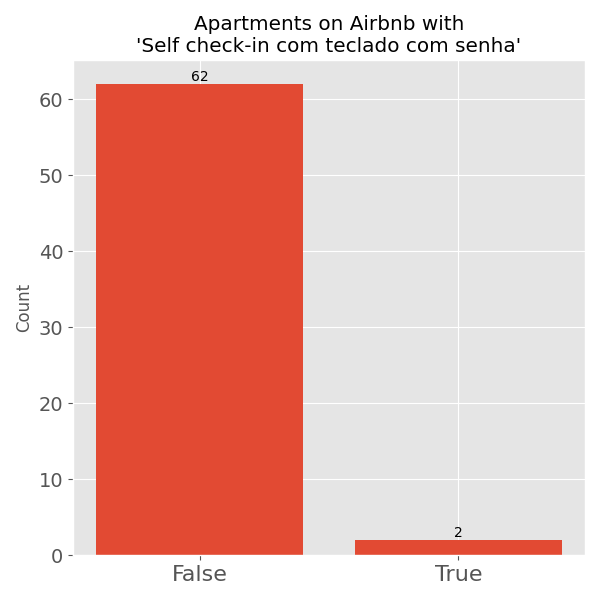 Apartments on Airbnb with
'Self check-in com teclado com senha'
62
60
50
40
30
20
10
0
Count
2
False
True